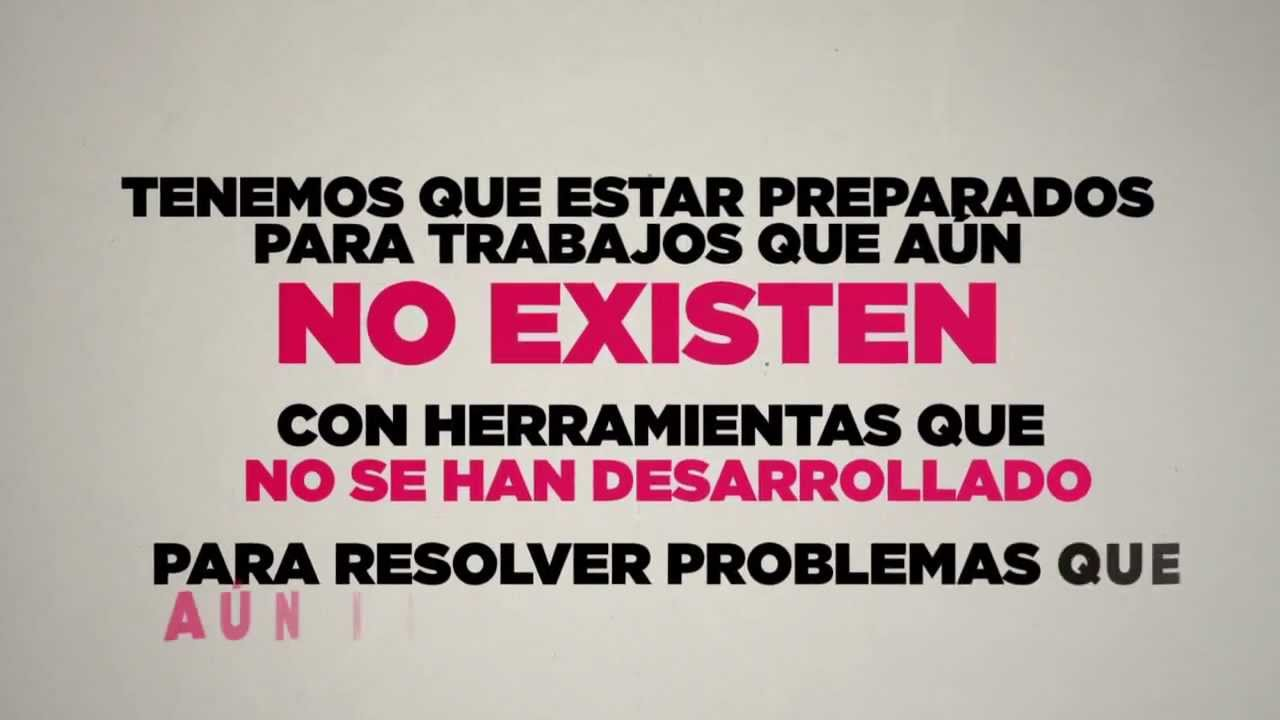 TENEMOS QUE ESTAR PREPARADOS
PARA TRABAJOS QUE AÚN
NO EXISTEN
CON HERRAMIENTAS QUE
NO SE HAN DESARROLLADO
PARA RESOLVER PROBLEMAS QUE
AÚN